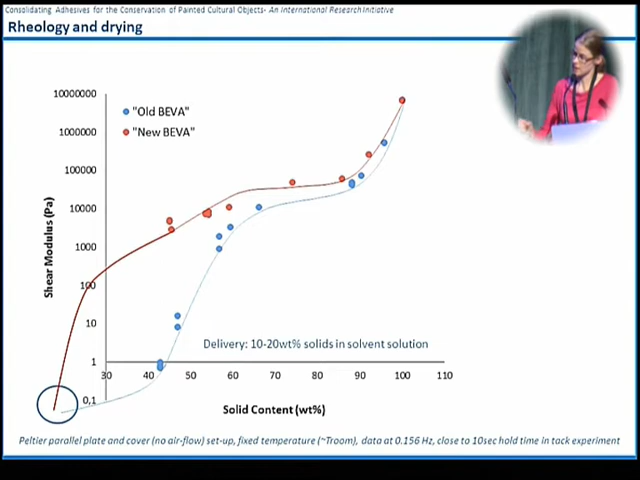 Consolidating Adhesives for the Conservation of Painted Cultural Objects- An International Research Initiative
Rheology and drying
10000000
1000000
100000
10000
1000
100
10
1
0,1
Shear Modulus (Pa)
"Old BEVA"
"New BEVA"
Delivery: 10-20wt% solids in solvent solution
30 40 50 60 70 80 90 100 110
Solid Content (wt%)
Peltier parallel plate and cover (no air-flow) set-up, fixed temperature (~Troom), data at 0.156 Hz, close to 10sec hold time in tack experiment